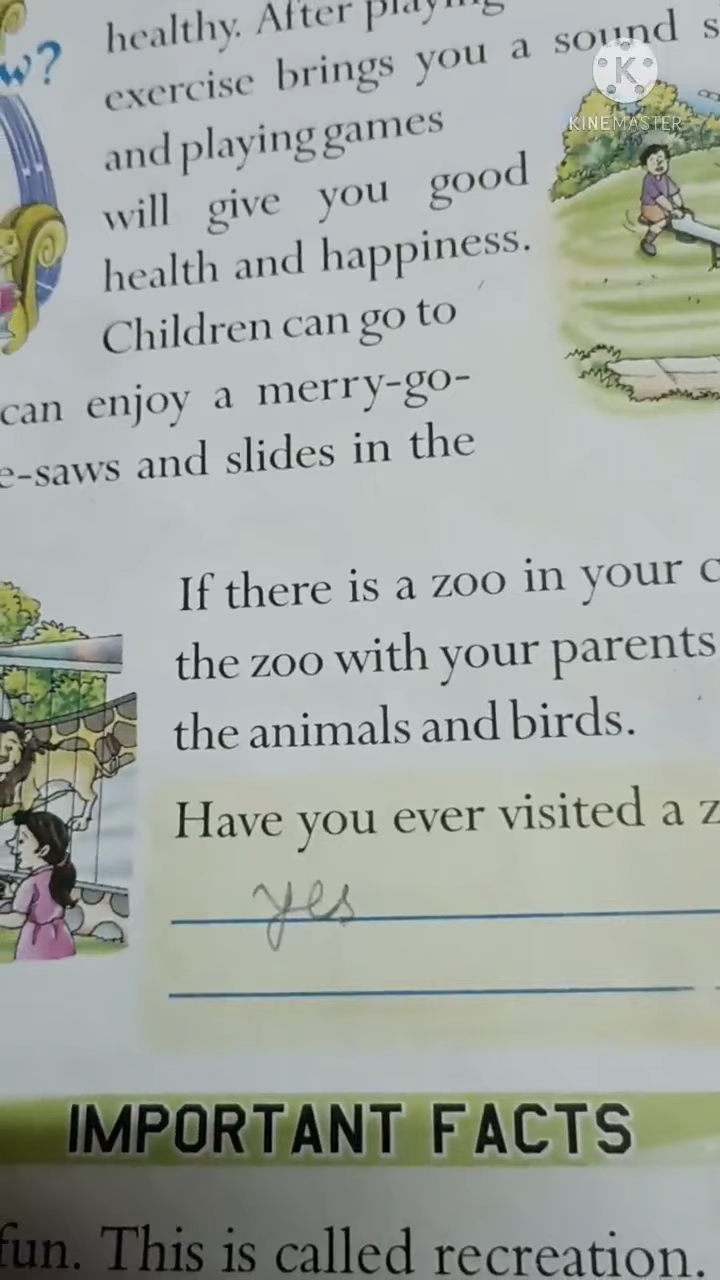 healthy. After playing
w?
exercise brings you a sound s
K
KINEMASTER
and playing games
will give you good
health and happiness.
Children can go to
can enjoy a merry-go-
e-saws and slides in the
If there is a zoo in your c
the zoo with your parents
the animals and birds.
Have you ever visited a z
yes
IMPORTANT FACTS
fun. This is called recreation.